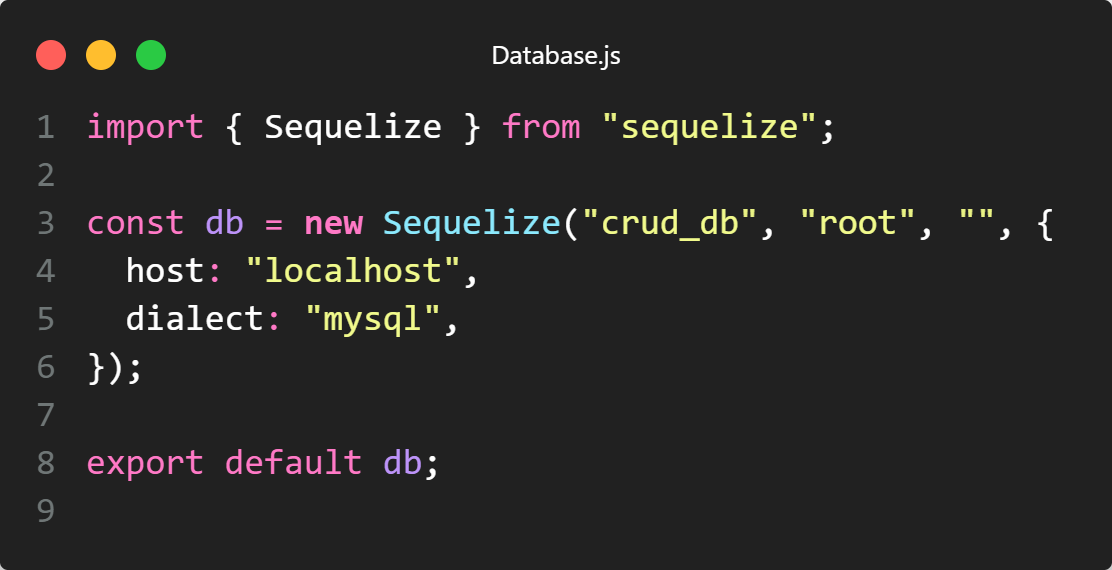 Database.js
1 import { Sequelize } from "sequelize";
2
3 const db = new Sequelize("crud_db", "root", "", {
4   host: "localhost",
5   dialect: "mysql",
6 });
7
8 export default db;
9